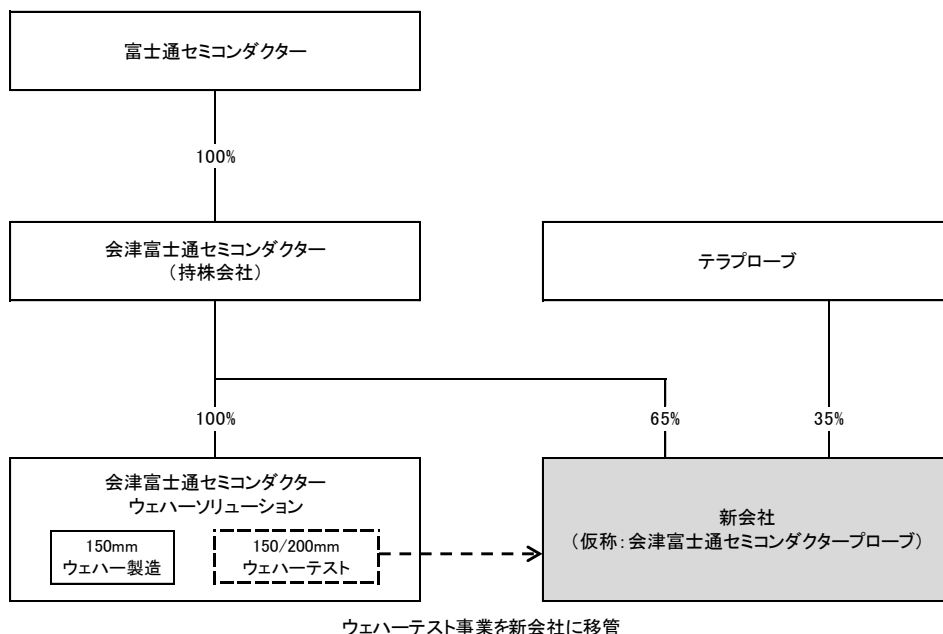 富士通セミコンダクター
100%
会津富士通セミコンダクター
（持株会社）
テラプローブ
100%
65%
35%
会津富士通セミコンダクター
ウェハーソリューション
150mm
ウェハー製造
150/200mm
ウェハーテスト
新会社
（仮称：会津富士通セミコンダクタープローブ）
ウェハーテスト事業を新会社に移管